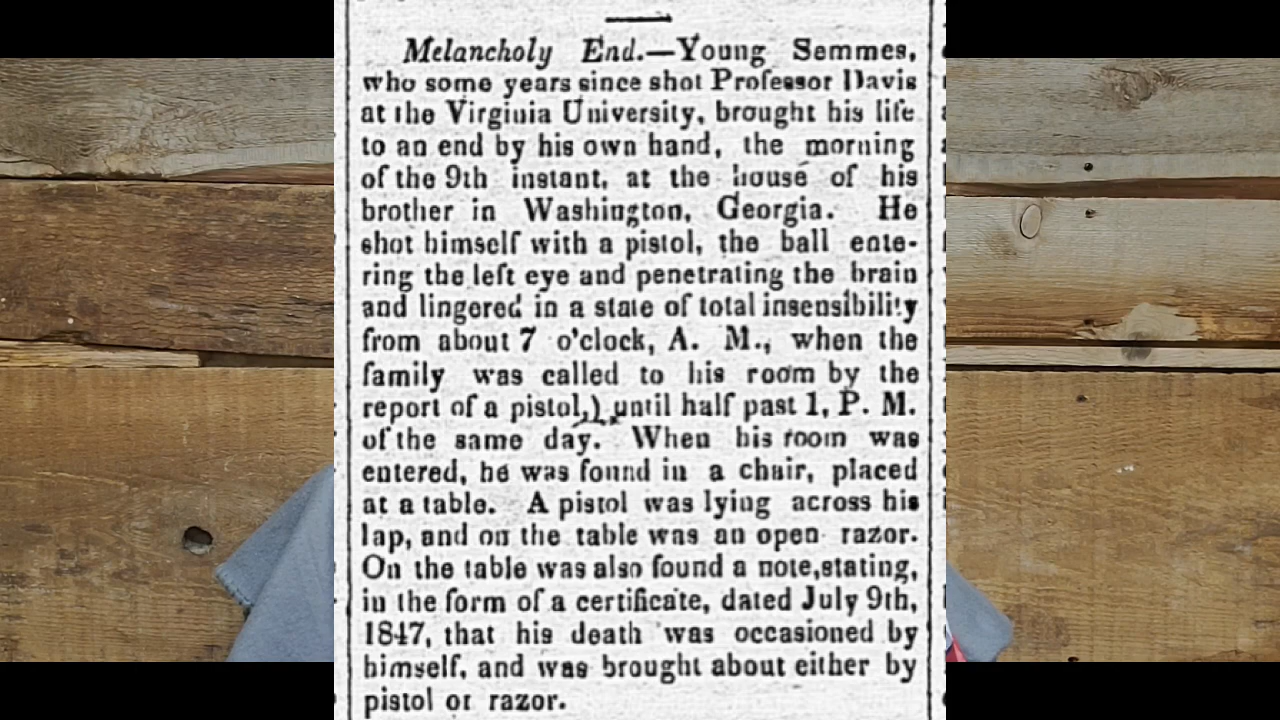 Melancholy End.—Young Semmes,
who some years since shot Professor Davis
at the Virginia University, brought his life
to an end by his own hand, the morning
of the 9th instant, at the house of his
brother in Washington, Georgia. He
shot himself with a pistol, the ball ente-
ring the left eye and penetrating the brain
and lingered in a state of total insensibility
from about 7 o'clock, A. M., when the
family was called to his room by the
report of a pistol,) until half past 1, P. M.
of the same day. When his room was
entered, he was found in a chair, placed
at a table. A pistol was lying across his
lap, and on the table was an open razor.
On the table was also found a note,stating,
in the form of a certificate, dated July 9th,
1847, that his death was occasioned by
himself, and was brought about either by
pistol or razor.